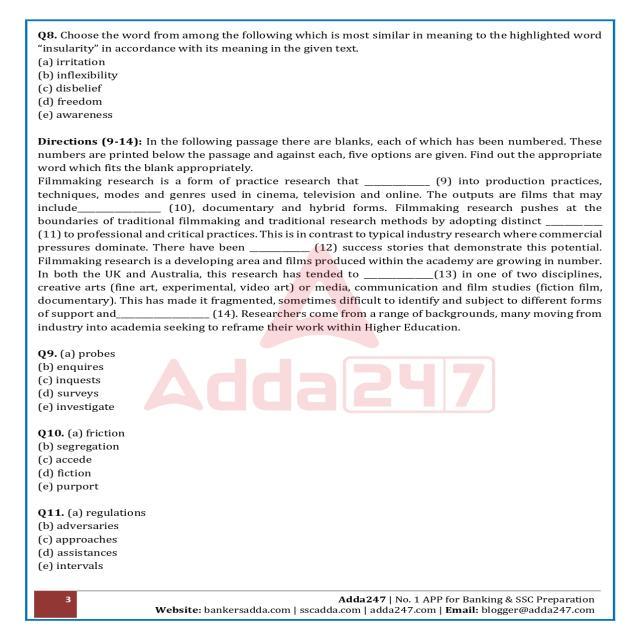 Q8. Choose the word from among the following which is most similar in meaning to the highlighted word
“insularity” in accordance with its meaning in the given text.
(a) irritation
(b) inflexibility
(c) disbelief
(d) freedom
(e) awareness
Directions (9-14): In the following passage there are blanks, each of which has been numbered. These
numbers are printed below the passage and against each, five options are given. Find out the appropriate
word which fits the blank appropriately.
Filmmaking research is a form of practice research that ____________ (9) into production practices,
techniques, modes and genres used in cinema, television and online. The outputs are films that may
include________________ (10), documentary and hybrid forms. Filmmaking research pushes at the
boundaries of traditional filmmaking and traditional research methods by adopting distinct ___________
(11) to professional and critical practices. This is in contrast to typical industry research where commercial
pressures dominate. There have been ___________ (12) success stories that demonstrate this potential.
Filmmaking research is a developing area and films produced within the academy are growing in number.
In both the UK and Australia, this research has tended to _____________(13) in one of two disciplines,
creative arts (fine art, experimental, video art) or media, communication and film studies (fiction film,
documentary). This has made it fragmented, sometimes difficult to identify and subject to different forms
of support and__________________ (14). Researchers come from a range of backgrounds, many moving from
industry into academia seeking to reframe their work within Higher Education.
Q9. (a) probes
(b) enquires
(c) inquests
(d) surveys
(e) investigate
Adda247
Q10. (a) friction
(b) segregation
(c) accede
(d) fiction
(e) purport
Q11. (a) regulations
(b) adversaries
(c) approaches
(d) assistances
(e) intervals
3
Adda247 | No. 1 APP for Banking & SSC Preparation
Website: bankersadda.com | sscadda.com | adda247.com | Email: blogger@adda247.com